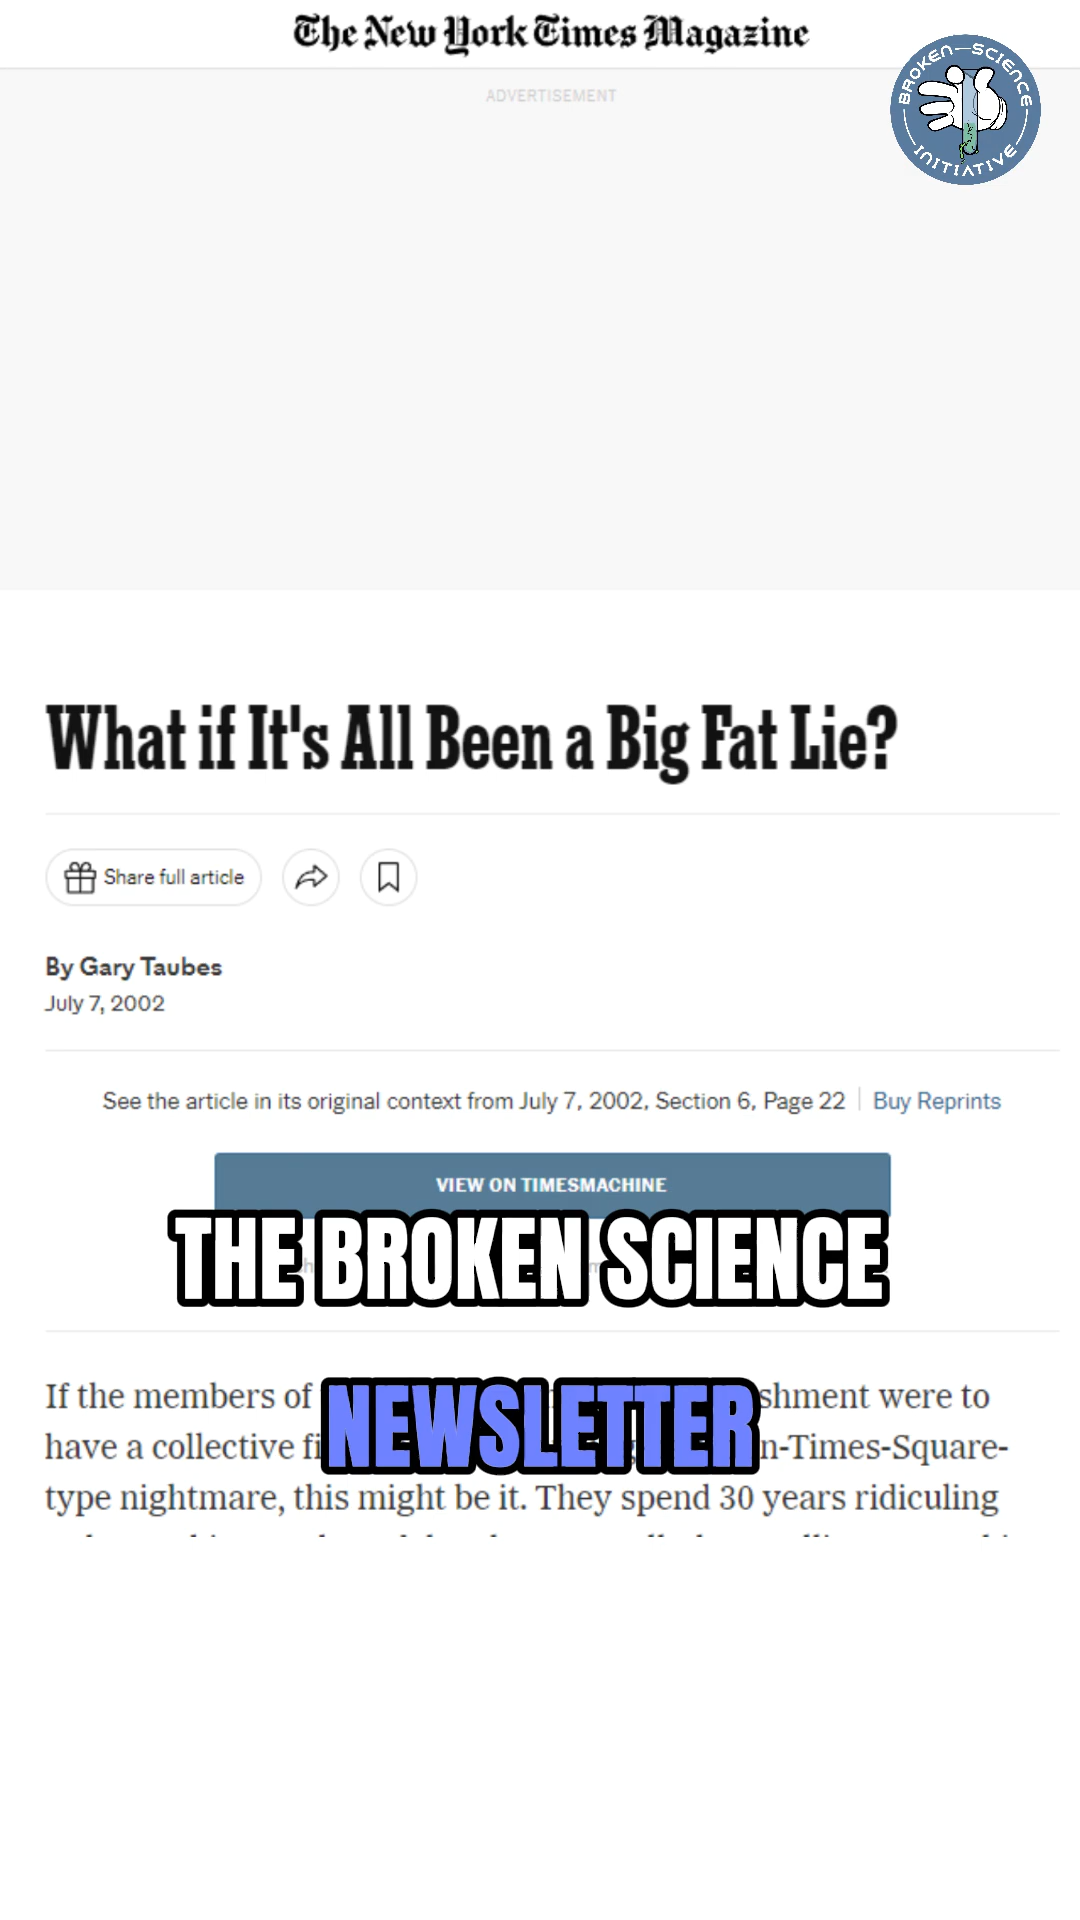 The New York Times Magazine
BROKEN—SCIENCE
INITIATIVE
ADVERTISEMENT
What if It's All Been a Big Fat Lie?
Share full article
By Gary Taubes
July 7, 2002
See the article in its original context from July 7, 2002, Section 6, Page 22 | Buy Reprints
VIEW ON TIMESMACHINE
THE BROKEN SCIENCE
If the members of shment were to
NEWSLETTER
have a collective n-Times-Square-
type nightmare, this might be it. They spend 30 years ridiculing